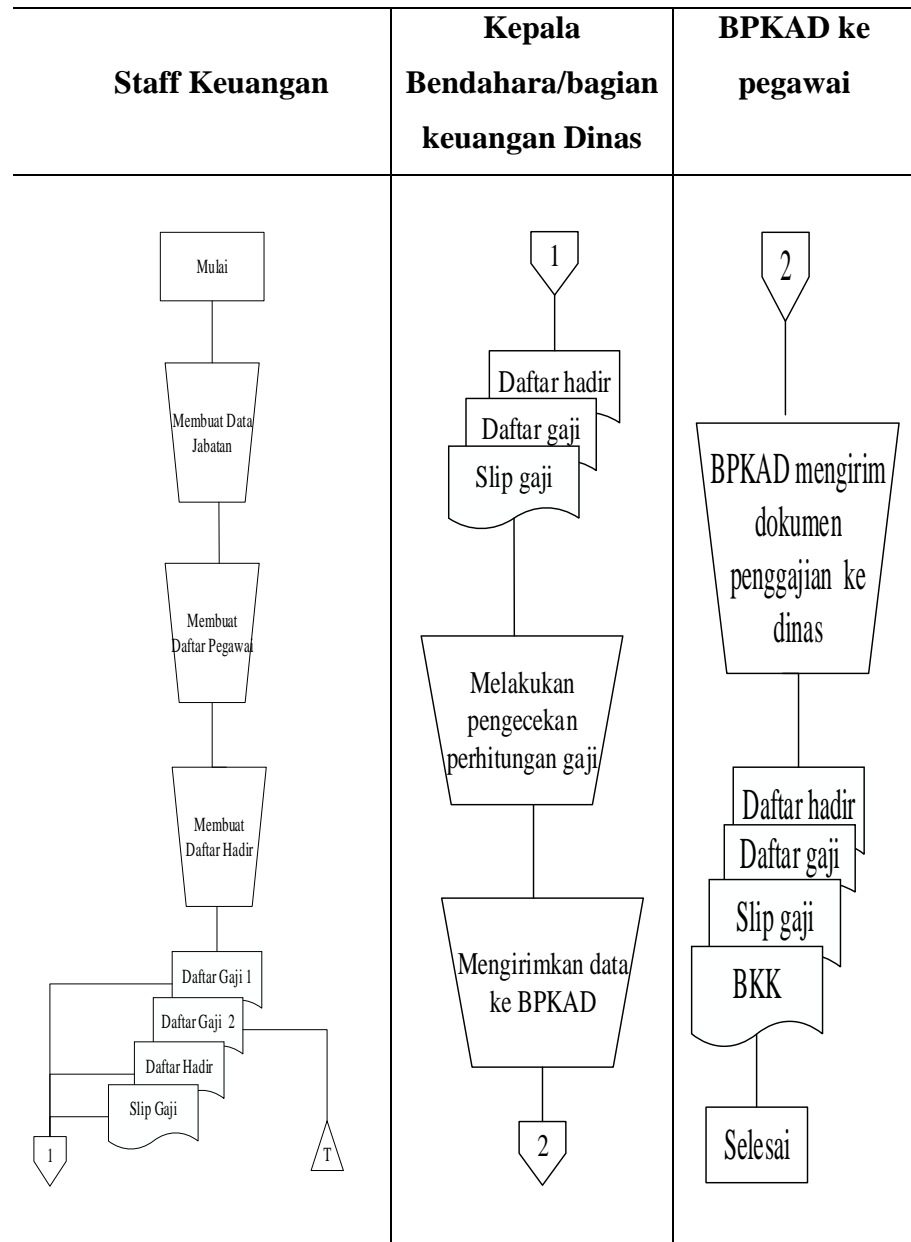 Staff Keuangan
Kepala
Bendahara/bagian
keuangan Dinas
BPKAD ke
pegawai
Mulai
Membuat Data
Jabatan
Membuat
Daftar Pegawai
Membuat
Daftar Hadir
Daftar Gaji 1
Daftar Gaji 2
Daftar Hadir
Slip Gaji
1
T
1
Daftar hadir
Daftar gaji
Slip gaji
Melakukan
pengecekan
perhitungan gaji
Mengirimkan data
ke BPKAD
2
2
BPKAD mengirim
dokumen
penggajian ke
dinas
Daftar hadir
Daftar gaji
Slip gaji
BKK
Selesai